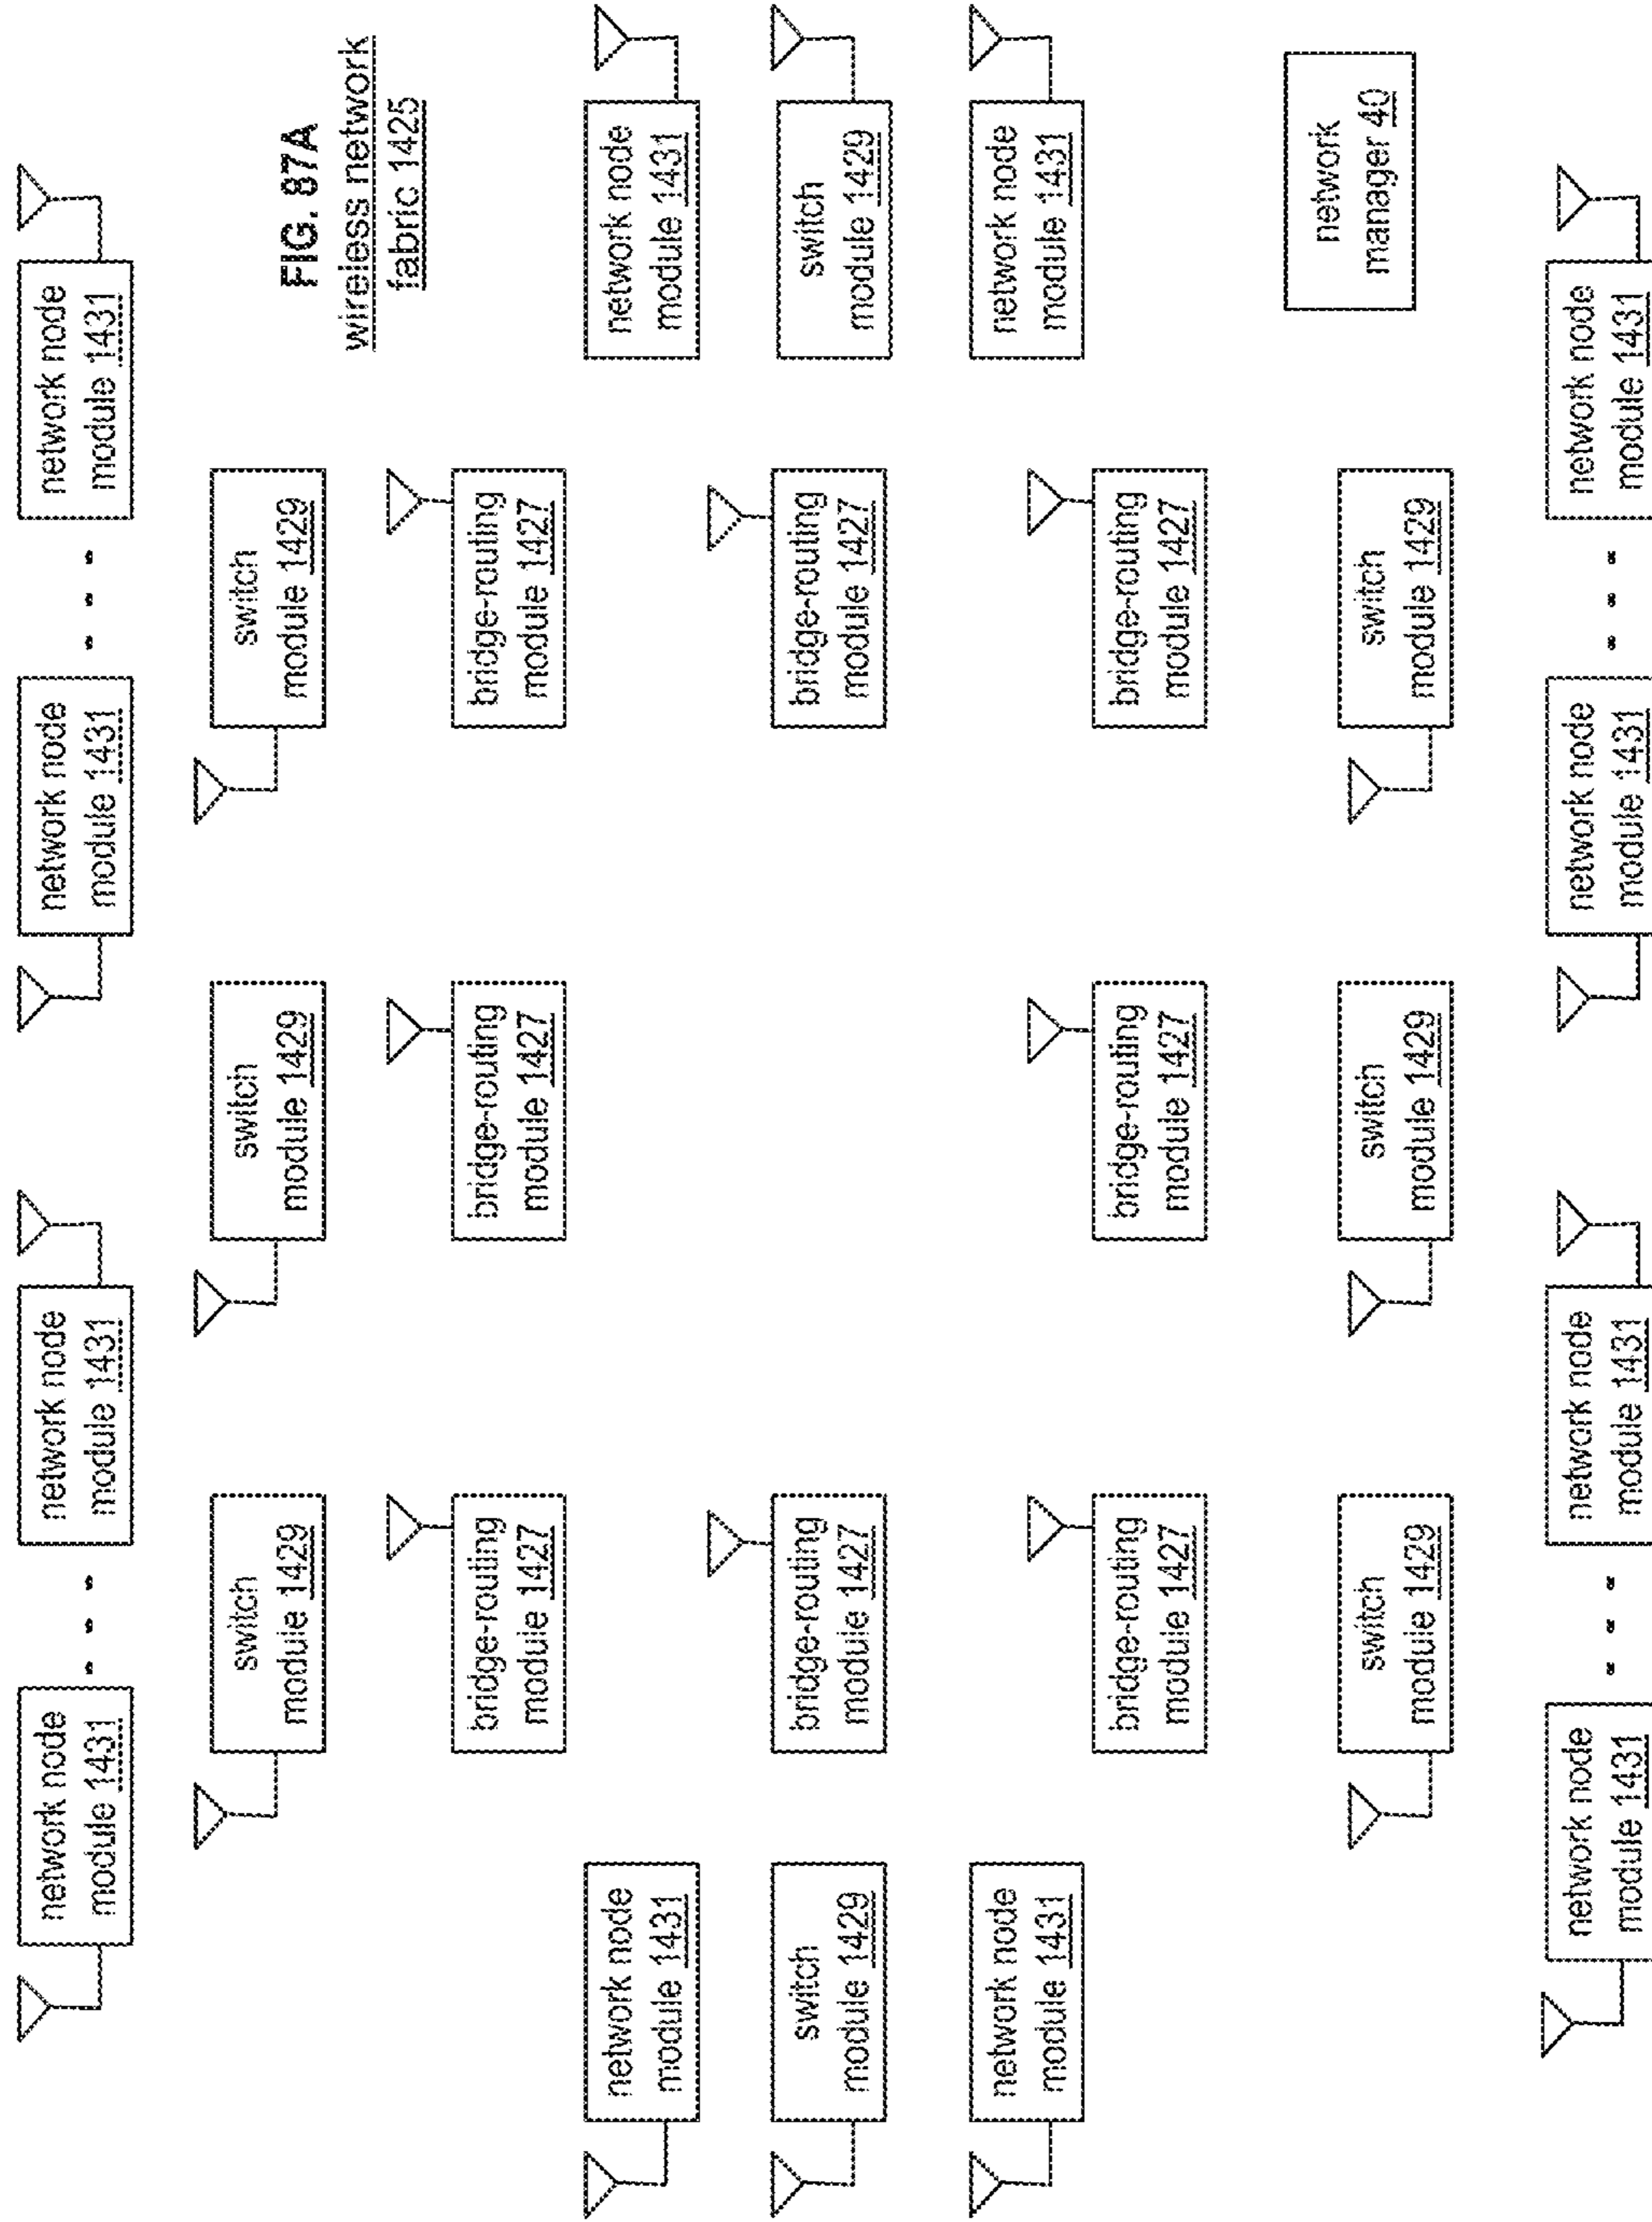 network node
module 1431
network node
module 1431
network node
module 1431
network node
module 1431
switch
module 1429
switch
module 1429
switch
module 1429
FIG. 87A
wireless network
fabric 1425
bridge-routing
module 1427
bridge-routing
module 1427
bridge-routing
module 1427
network node
module 1431
network node
module 1431
switch
module 1429
bridge-routing
module 1427
bridge-routing
module 1427
switch
module 1429
network node
module 1431
network node
module 1431
bridge-routing
module 1427
bridge-routing
module 1427
bridge-routing
module 1427
network
manager 40
switch
module 1429
switch
module 1429
switch
module 1429
network node
module 1431
network node
module 1431
network node
module 1431
network node
module 1431